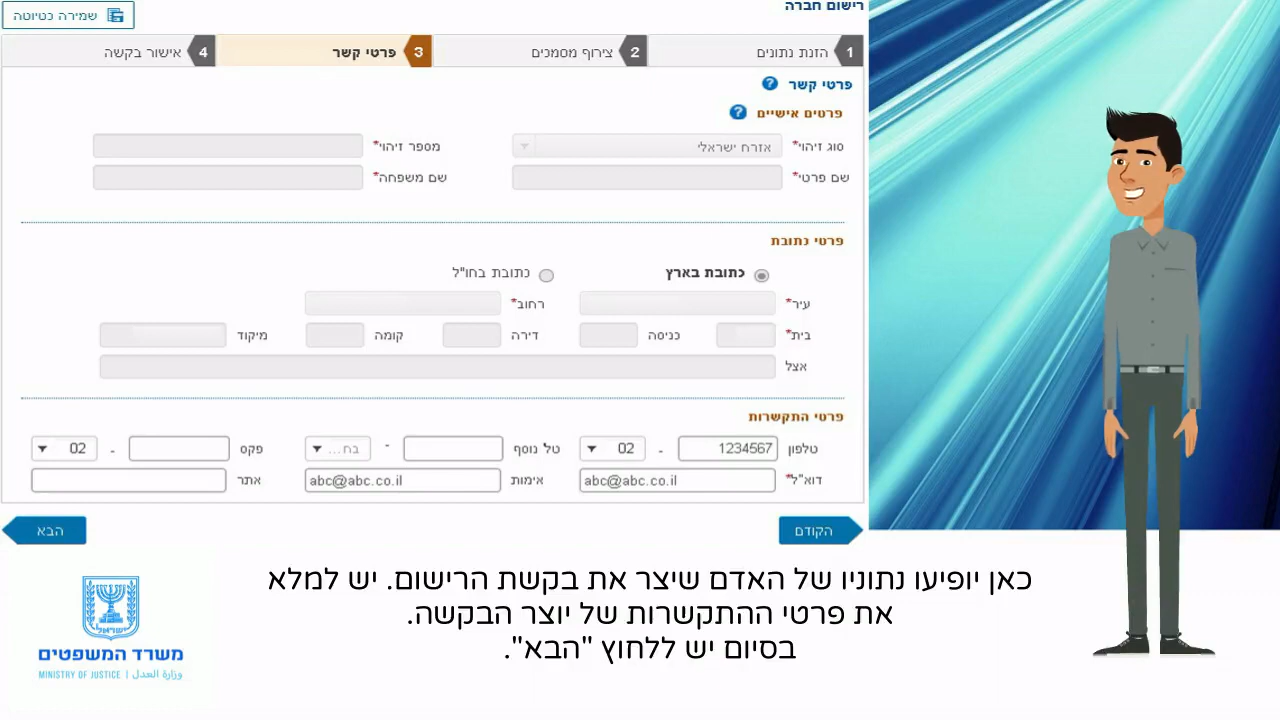 רישום חברה
שמירה כטיוטה
1 הזנת נתונים 2 צירוף מסמכים 3 פרטי קשר 4 אישור בקשה
פרטי קשר ?
פרטים אישיים ?
סוג זיהוי* אזרח ישראלי מספר זיהוי*
שם פרטי* שם משפחה*
פרטי כתובת
כתובת בארץ כתובת בחו"ל
עיר* רחוב*
בית* כניסה דירה קומה מיקוד
אצל
פרטי התקשרות
טלפון 1234567 - 02 טל נוסף - בח... פקס - 02
דוא"ל* abc@abc.co.il אימות abc@abc.co.il אתר
הקודם הבא
כאן יופיעו נתוניו של האדם שיצר את בקשת הרישום. יש למלא
את פרטי ההתקשרות של יוצר הבקשה.
בסיום יש ללחוץ "הבא".
ישראל
משרד המשפטים
MINISTRY OF JUSTICE | وزارة العدل